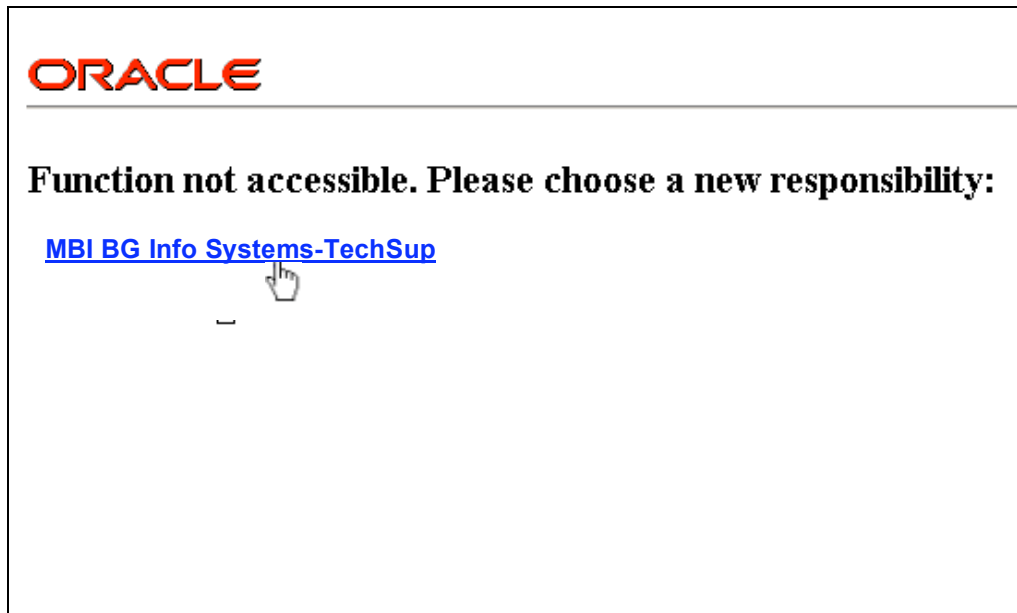 ORACLE
Function not accessible. Please choose a new responsibility:
MBI BG Info Systems-TechSup